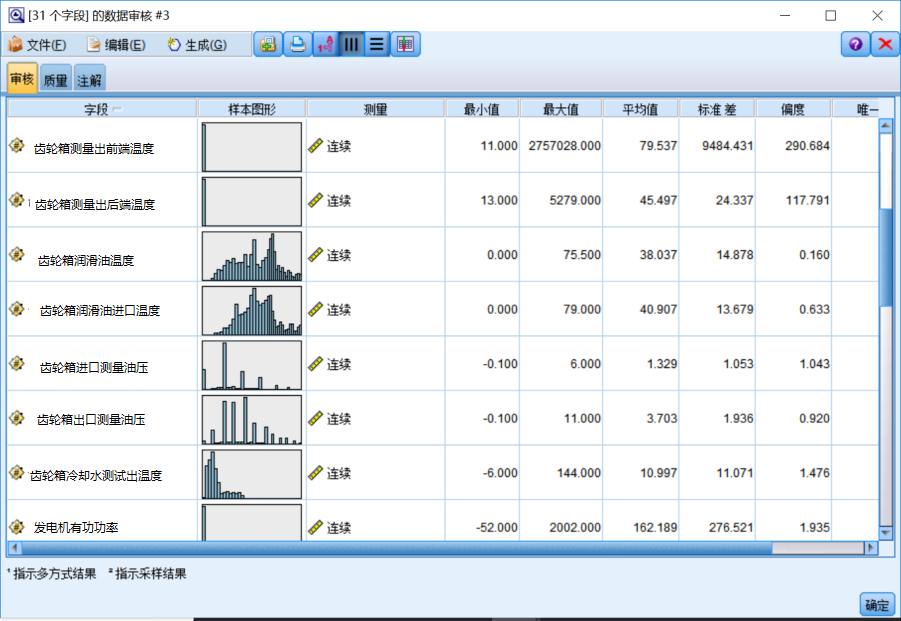 [31 个字段] 的数据审核 #3
文件(F) 编辑(E) 生成(G)
审核 质量 注解
字段 样本图形 测量 最小值 最大值 平均值 标准 差 偏度 唯一
齿轮箱测量出前端温度 连续 11.000 2757028.000 79.537 9484.431 290.684
齿轮箱测量出后端温度 连续 13.000 5279.000 45.497 24.337 117.791
齿轮箱润滑油温度 连续 0.000 75.500 38.037 14.878 0.160
齿轮箱润滑油进口温度 连续 0.000 79.000 40.907 13.679 0.633
齿轮箱进口测量油压 连续 -0.100 6.000 1.329 1.053 1.043
齿轮箱出口测量油压 连续 -0.100 11.000 3.703 1.936 0.920
齿轮箱冷却水测试出温度 连续 -6.000 144.000 10.997 11.071 1.476
发电机有功功率 连续 -52.000 2002.000 162.189 276.521 1.935
¹ 指示多方式结果 ² 指示采样结果
确定